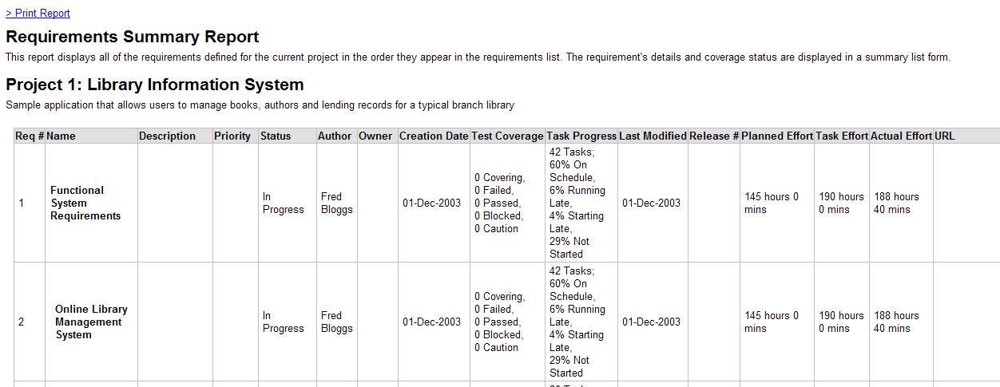 > Print Report
Requirements Summary Report
This report displays all of the requirements defined for the current project in the order they appear in the requirements list. The requirement's details and coverage status are displayed in a summary list form.
Project 1: Library Information System
Sample application that allows users to manage books, authors and lending records for a typical branch library
Req # Name Description Priority Status Author Owner Creation Date Test Coverage Task Progress Last Modified Release # Planned Effort Task Effort Actual Effort URL
1
Functional
System
Requirements
In
Progress
Fred
Bloggs
01-Dec-2003
0 Covering,
0 Failed,
0 Passed,
0 Blocked,
0 Caution
42 Tasks;
60% On
Schedule,
6% Running
Late,
4% Starting
Late,
29% Not
Started
01-Dec-2003
145 hours 0
mins
190 hours
0 mins
188 hours
40 mins
2
Online Library
Management
System
In
Progress
Fred
Bloggs
01-Dec-2003
0 Covering,
0 Failed,
0 Passed,
0 Blocked,
0 Caution
42 Tasks;
60% On
Schedule,
6% Running
Late,
4% Starting
Late,
29% Not
Started
01-Dec-2003
145 hours 0
mins
190 hours
0 mins
188 hours
40 mins